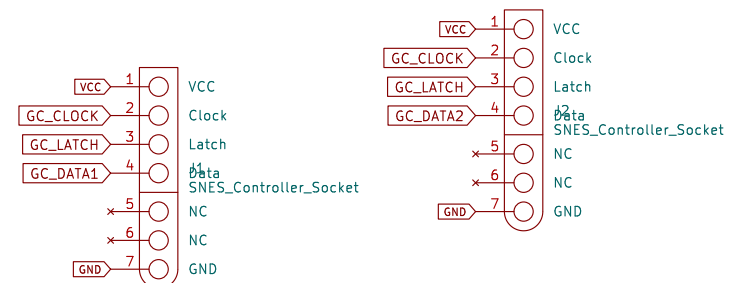 VCC 1 VCC
GC_CLOCK 2 Clock
GC_LATCH 3 Latch
GC_DATA1 4 Data
J1
SNES_Controller_Socket
5 NC
6 NC
GND 7 GND
VCC 1 VCC
GC_CLOCK 2 Clock
GC_LATCH 3 Latch
GC_DATA2 4 Data
J2
SNES_Controller_Socket
5 NC
6 NC
GND 7 GND